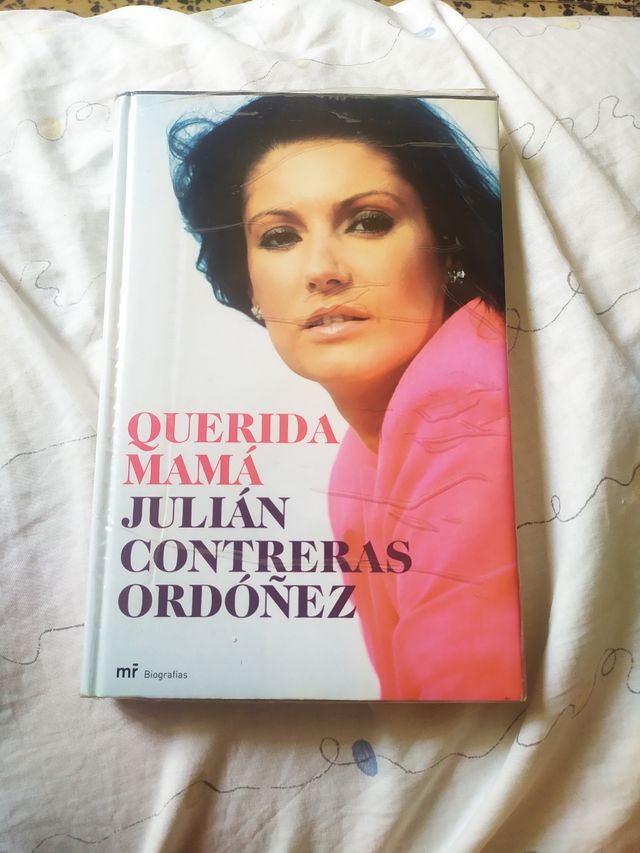 QUERIDA
MAMÁ
JULIÁN
CONTRERAS
ORDÓÑEZ
mr̄ Biografías